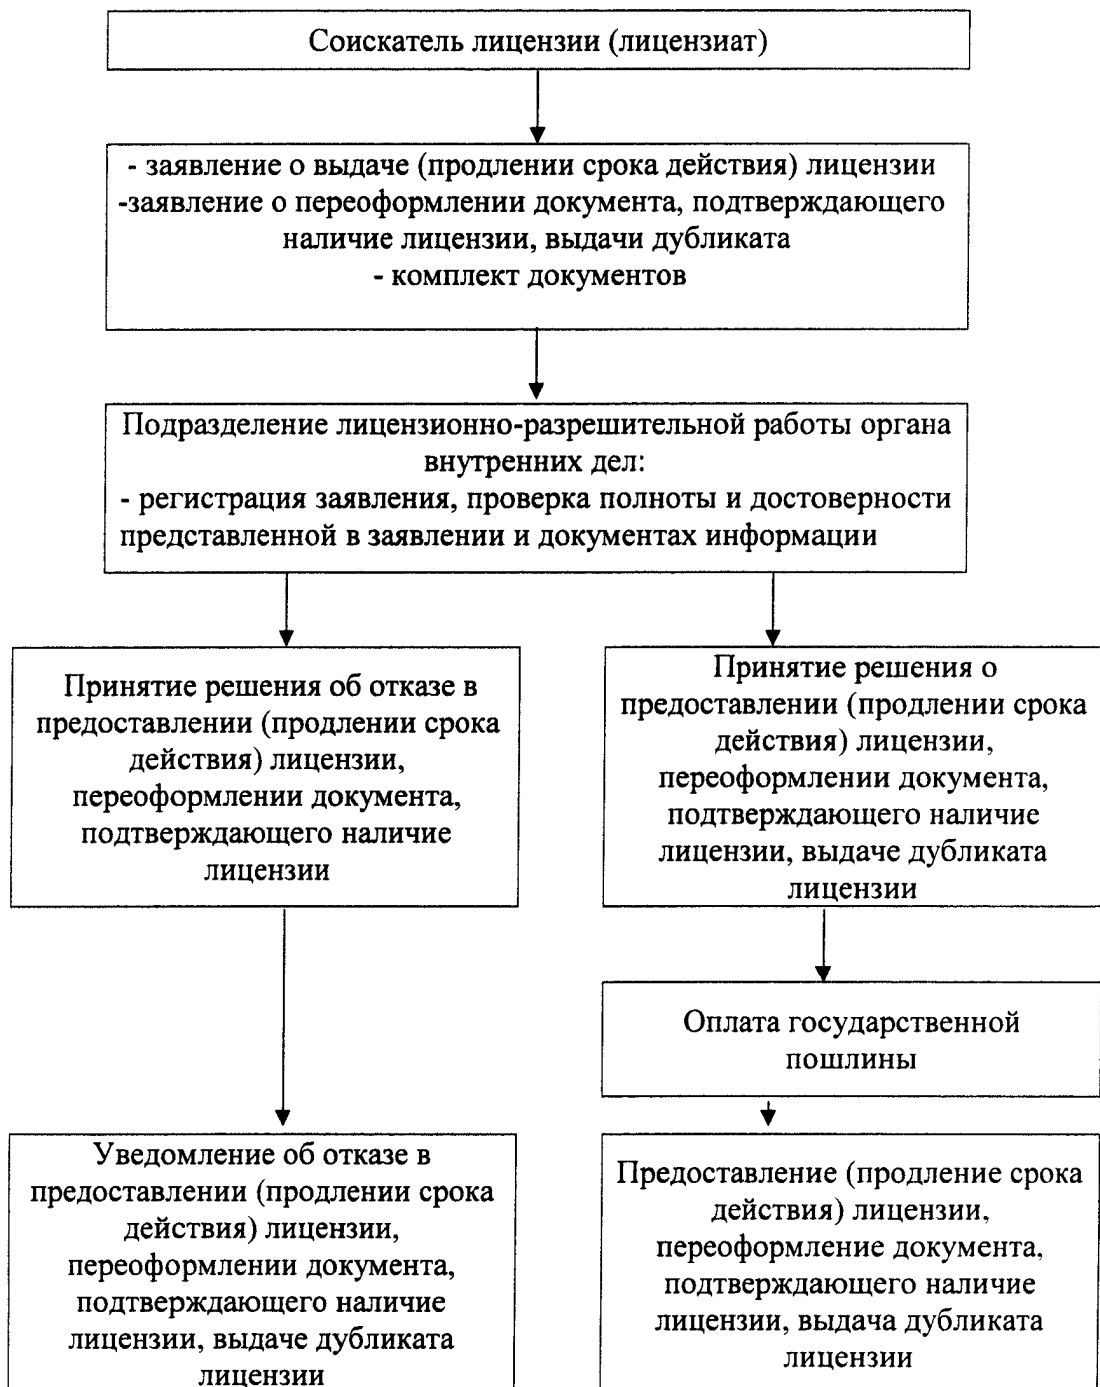 Соискатель лицензии (лицензиат)
- заявление о выдаче (продлении срока действия) лицензии
-заявление о переоформлении документа, подтверждающего
наличие лицензии, выдачи дубликата
- комплект документов
Подразделение лицензионно-разрешительной работы органа
внутренних дел:
- регистрация заявления, проверка полноты и достоверности
представленной в заявлении и документах информации
Принятие решения об отказе в
предоставлении (продлении срока
действия) лицензии,
переоформлении документа,
подтверждающего наличие
лицензии
Принятие решения о
предоставлении (продлении срока
действия) лицензии,
переоформлении документа,
подтверждающего наличие
лицензии, выдаче дубликата
лицензии
Оплата государственной
пошлины
Уведомление об отказе в
предоставлении (продлении срока
действия) лицензии,
переоформлении документа,
подтверждающего наличие
лицензии, выдаче дубликата
лицензии
Предоставление (продление срока
действия) лицензии,
переоформление документа,
подтверждающего наличие
лицензии, выдача дубликата
лицензии